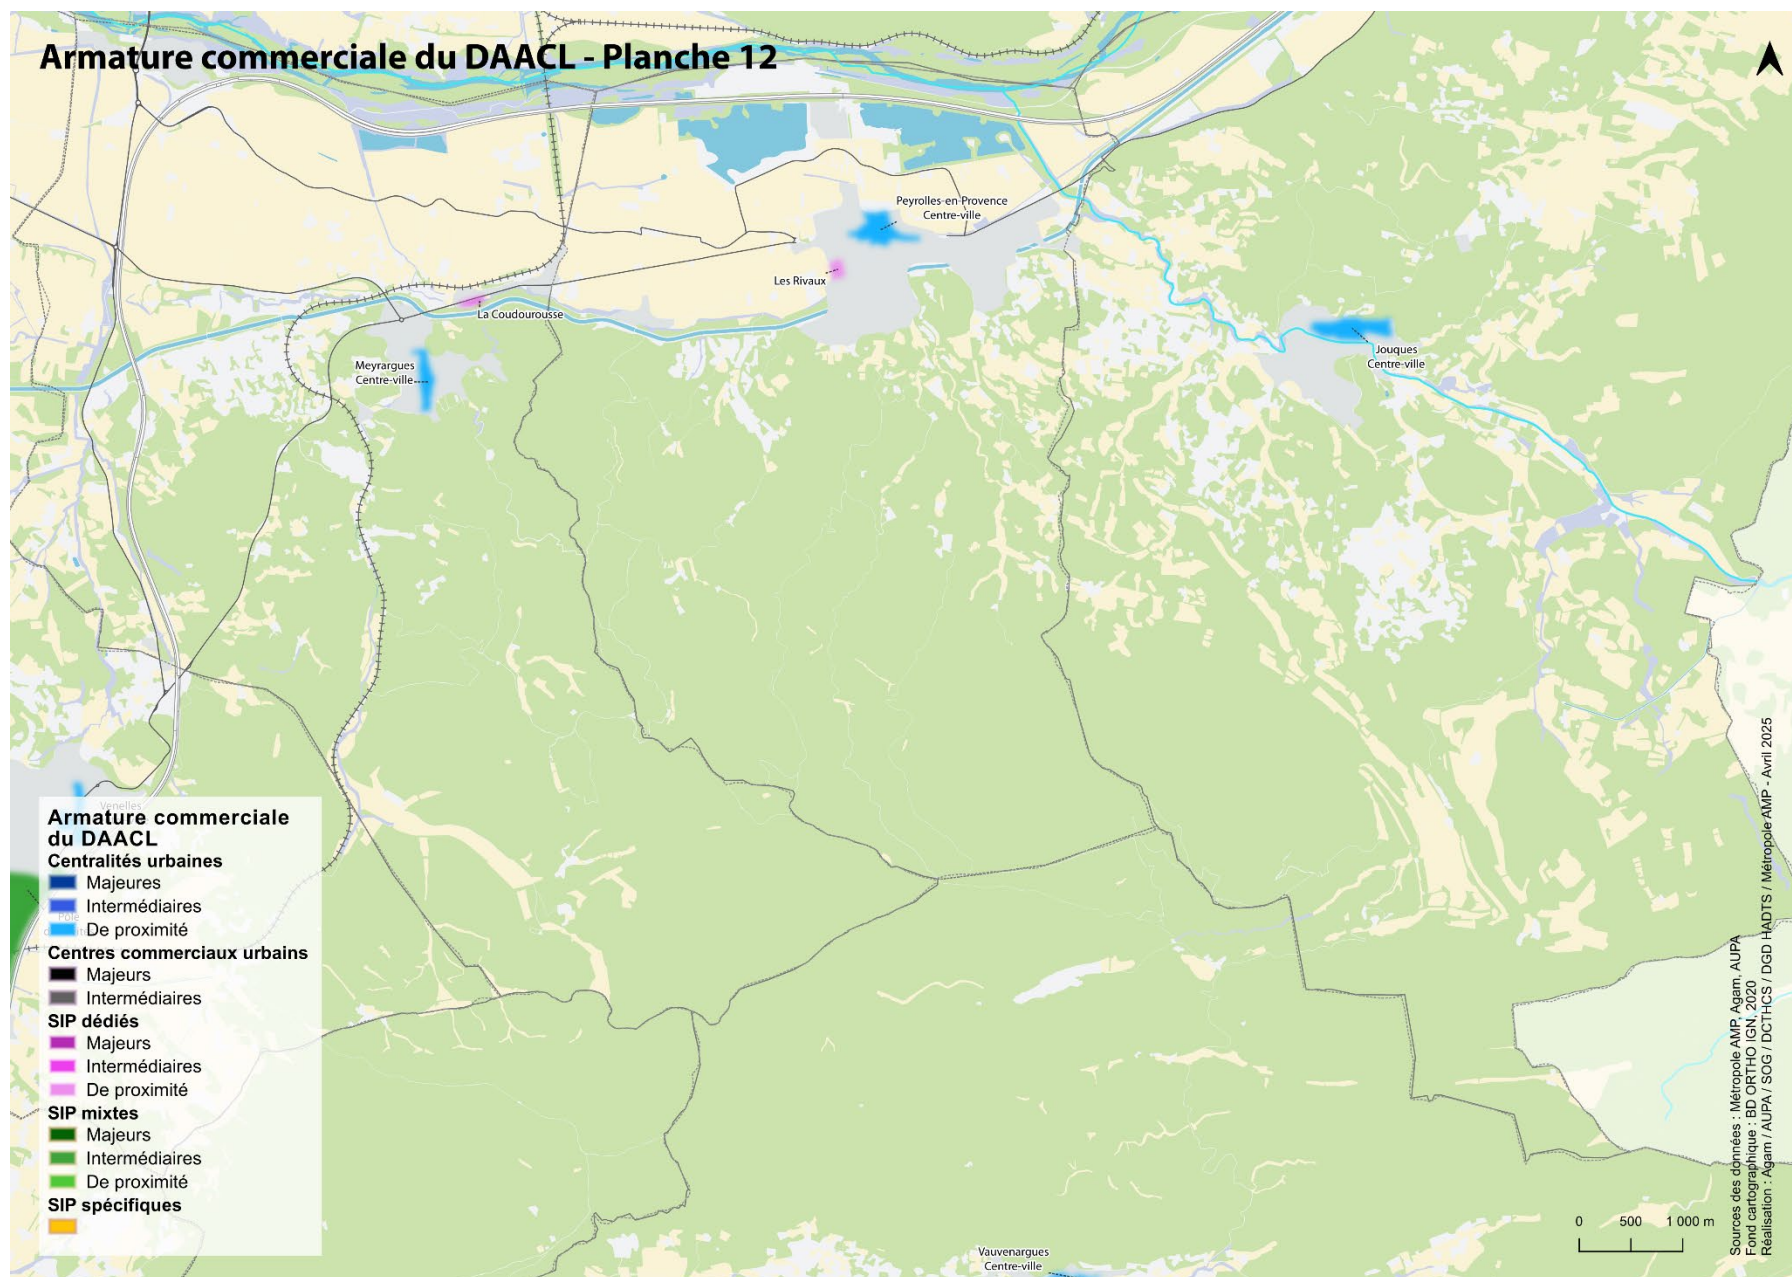 Armature commerciale du DAACL - Planche 12
Peyrolles-en-Provence
Centre-ville
Les Rivaux
La Coudourousse
Meyrargues
Centre-ville
Jouques
Centre-ville
Venelles
Pôle
Armature commerciale
du DAACL
Centralités urbaines
Majeures
Intermédiaires
De proximité
Centres commerciaux urbains
Majeurs
Intermédiaires
SIP dédiés
Majeurs
Intermédiaires
De proximité
SIP mixtes
Majeurs
Intermédiaires
De proximité
SIP spécifiques
Vauvenargues
Centre-ville
0 500 1 000 m
Sources des données : Métropole AMP, Agam, AUPA
Fond cartographique : BD ORTHO IGN, 2020
Réalisation : Agam / AUPA / SOG / DCTHCS / DGD HADTS / Métropole AMP - Avril 2025